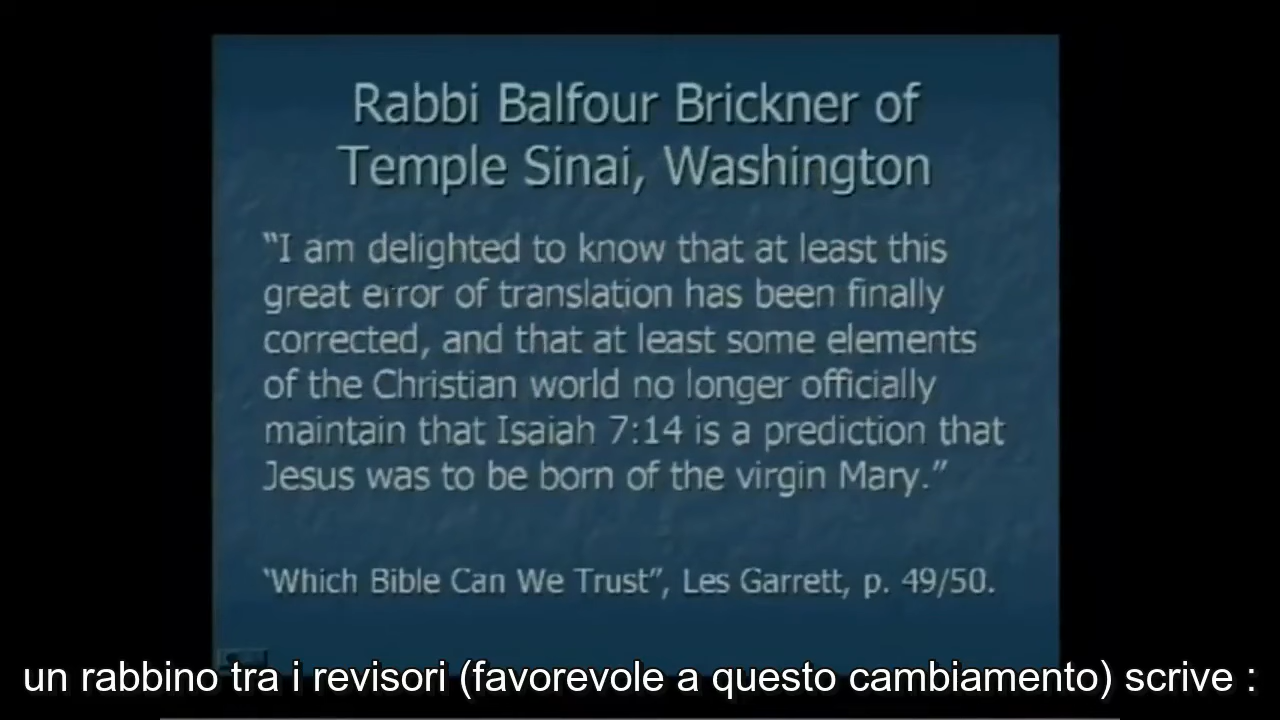 Rabbi Balfour Brickner of
Temple Sinai, Washington
“I am delighted to know that at least this
great error of translation has been finally
corrected, and that at least some elements
of the Christian world no longer officially
maintain that Isaiah 7:14 is a prediction that
Jesus was to be born of the virgin Mary.”
“Which Bible Can We Trust”, Les Garrett, p. 49/50.
un rabbino tra i revisori (favorevole a questo cambiamento) scrive :